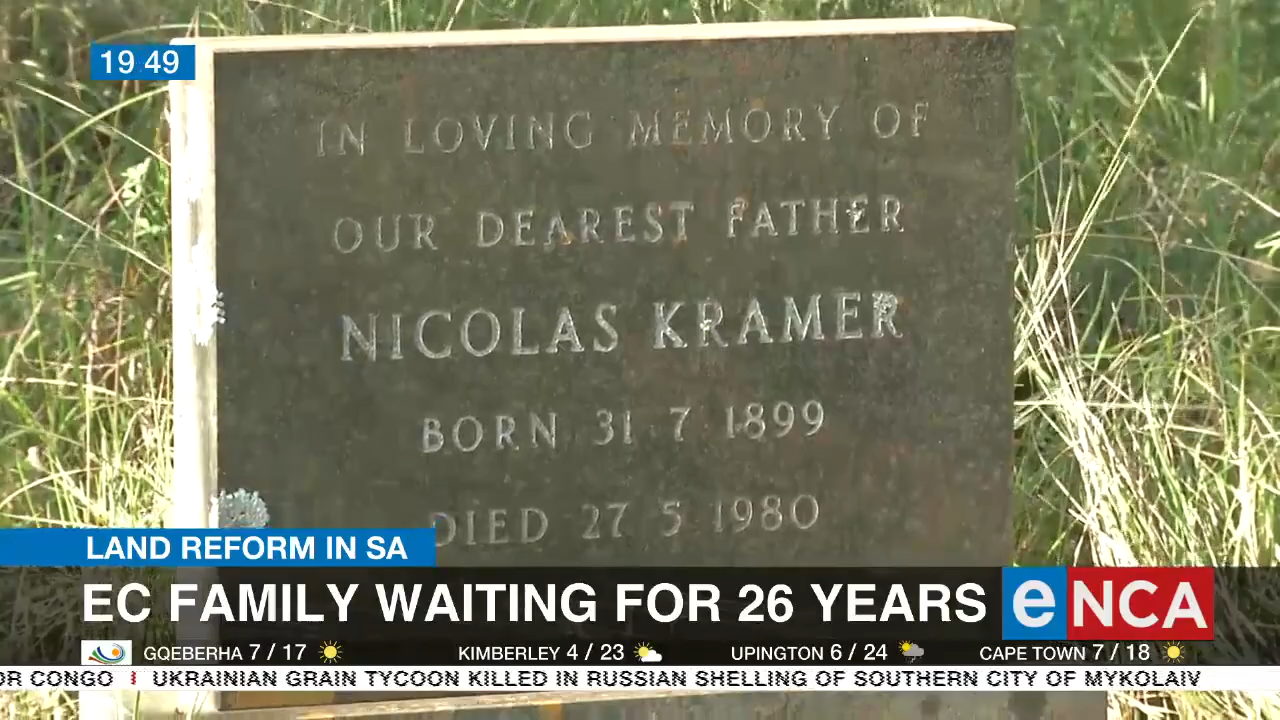 19 49
IN LOVING MEMORY OF
OUR DEAREST FATHER
NICOLAS KRAMER
BORN 31 7 1899
DIED 27 5 1980
LAND REFORM IN SA
EC FAMILY WAITING FOR 26 YEARS
eNCA
GQEBERHA 7 / 17 KIMBERLEY 4 / 23 UPINGTON 6 / 24 CAPE TOWN 7 / 18
OR CONGO UKRAINIAN GRAIN TYCOON KILLED IN RUSSIAN SHELLING OF SOUTHERN CITY OF MYKOLAIV